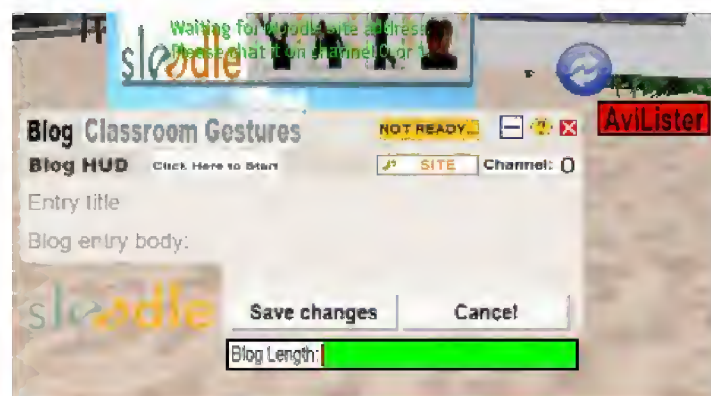 Waiting for Moodle site address.
Please chat it on channel 0 or 1
sloodle
Blog Classroom Gestures
NOT READY
AviLister
Blog HUD Click Here to Start
SITE Channel: 0
Entry title
Blog entry body:
sloodle
Save changes Cancel
Blog Length: